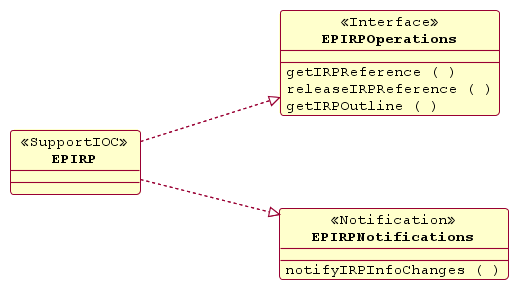 «Interface»
EPIRPOperations
getIRPReference ( )
releaseIRPReference ( )
getIRPOutline ( )
«SupportIOC»
EPIRP
«Notification»
EPIRPNotifications
notifyIRPInfoChanges ( )